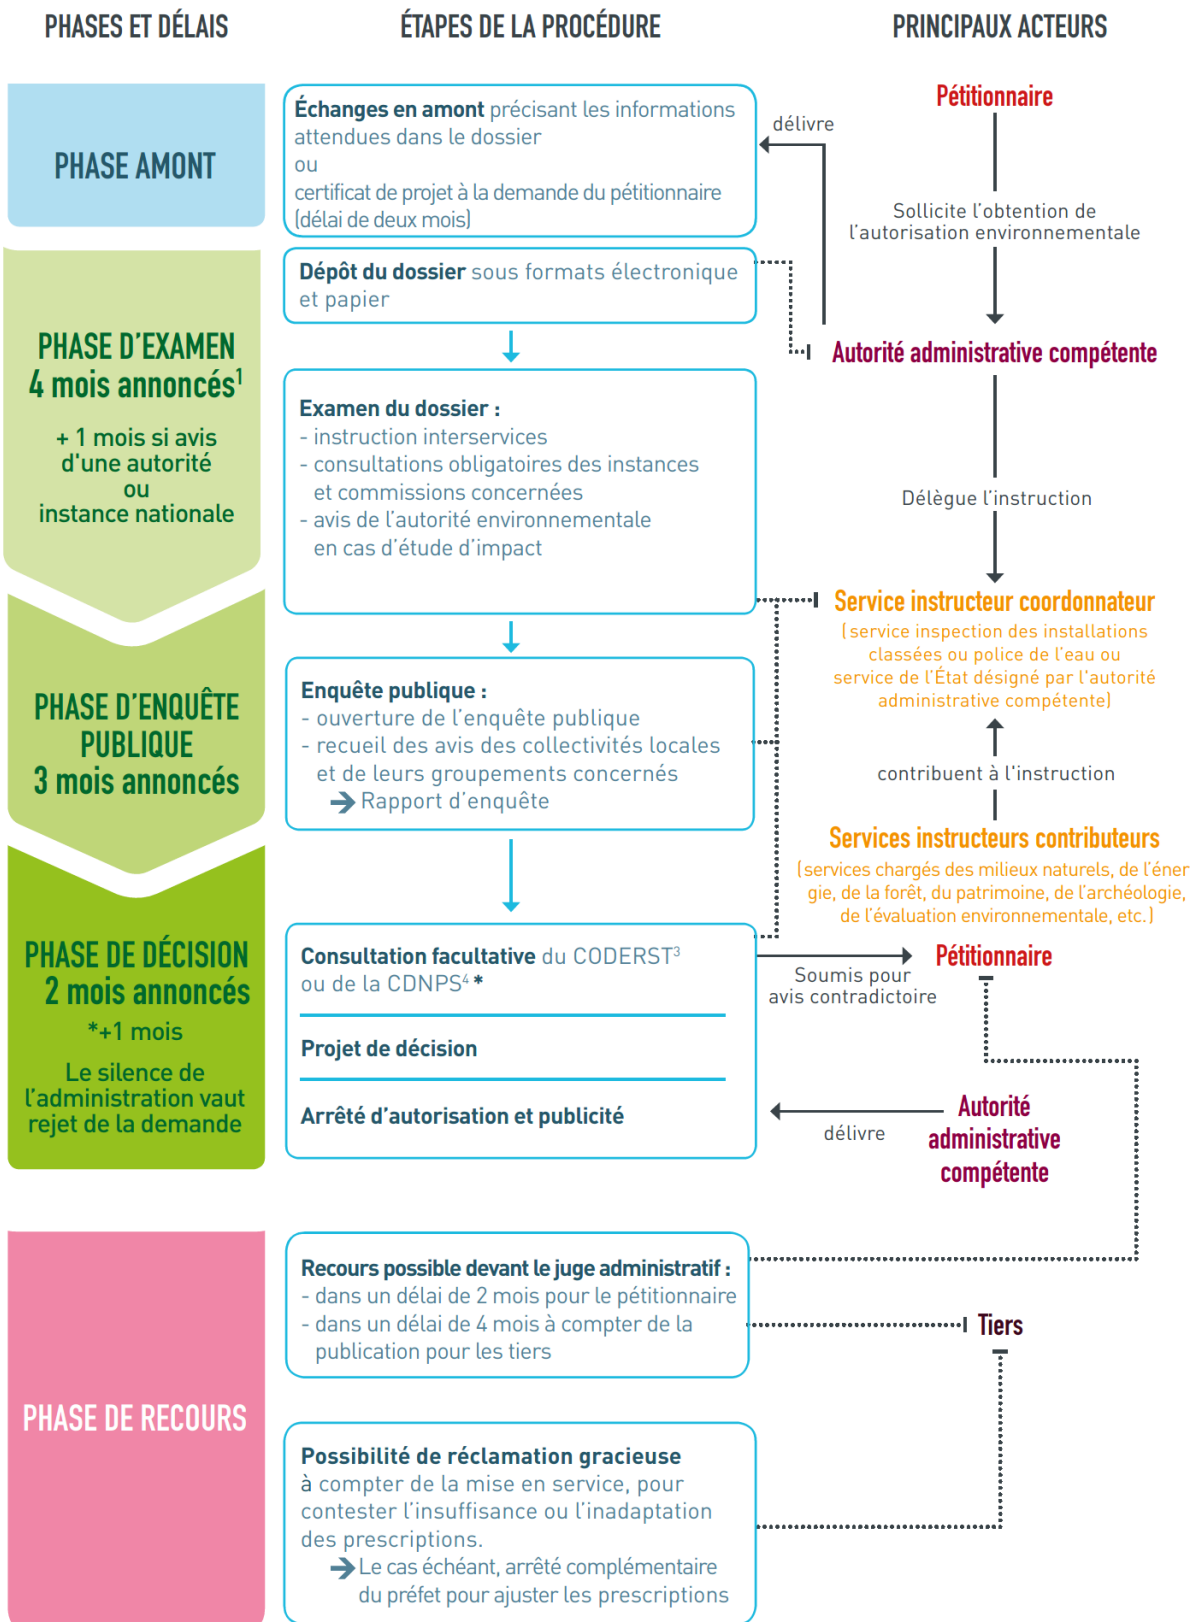 PHASES ET DÉLAIS
ÉTAPES DE LA PROCÉDURE
PRINCIPAUX ACTEURS
PHASE AMONT
Échanges en amont précisant les informations
attendues dans le dossier
ou
certificat de projet à la demande du pétitionnaire
(délai de deux mois)
délivre
Pétitionnaire
Sollicite l'obtention de
l'autorisation environnementale
PHASE D'EXAMEN
4 mois annoncés¹
+ 1 mois si avis
d'une autorité
ou
instance nationale
Dépôt du dossier sous formats électronique
et papier
Autorité administrative compétente
Examen du dossier :
- instruction interservices
- consultations obligatoires des instances
et commissions concernées
- avis de l'autorité environnementale
en cas d'étude d'impact
Délègue l'instruction
Service instructeur coordonnateur
(service inspection des installations
classées ou police de l'eau ou
service de l'État désigné par l'autorité
administrative compétente)
PHASE D'ENQUÊTE
PUBLIQUE
3 mois annoncés
Enquête publique :
- ouverture de l'enquête publique
- recueil des avis des collectivités locales
et de leurs groupements concernés
➔ Rapport d'enquête
contribuent à l'instruction
Services instructeurs contributeurs
(services chargés des milieux naturels, de l'éner
gie, de la forêt, du patrimoine, de l'archéologie,
de l'évaluation environnementale, etc.)
PHASE DE DÉCISION
2 mois annoncés
*+1 mois
Le silence de
l'administration vaut
rejet de la demande
Consultation facultative du CODERST³
ou de la CDNPS⁴ *
Projet de décision
Arrêté d'autorisation et publicité
Soumis pour
avis contradictoire
Pétitionnaire
délivre
Autorité
administrative
compétente
PHASE DE RECOURS
Recours possible devant le juge administratif :
- dans un délai de 2 mois pour le pétitionnaire
- dans un délai de 4 mois à compter de la
publication pour les tiers
Tiers
Possibilité de réclamation gracieuse
à compter de la mise en service, pour
contester l'insuffisance ou l'inadaptation
des prescriptions.
➔ Le cas échéant, arrêté complémentaire
du préfet pour ajuster les prescriptions